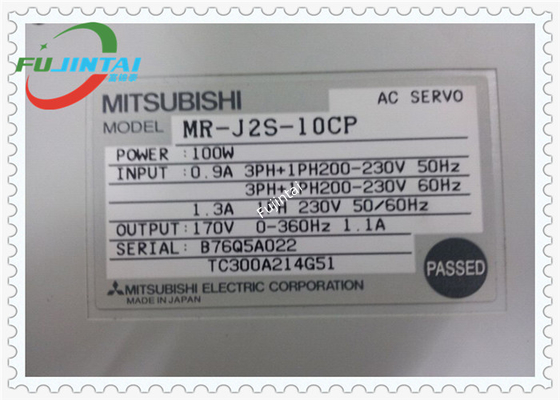 FUJINTAI
MITSUBISHI AC SERVO
MODEL MR-J2S-10CP
POWER :100W
INPUT :0.9A 3PH+1PH200-230V 50Hz
3PH+1PH200-230V 60Hz
1.3A 1PH 230V 50/60Hz
Fujintai
OUTPUT:170V 0-360Hz 1.1A
SERIAL: B76Q5A022
TC300A214G51
PASSED
MITSUBISHI ELECTRIC CORPORATION
MADE IN JAPAN